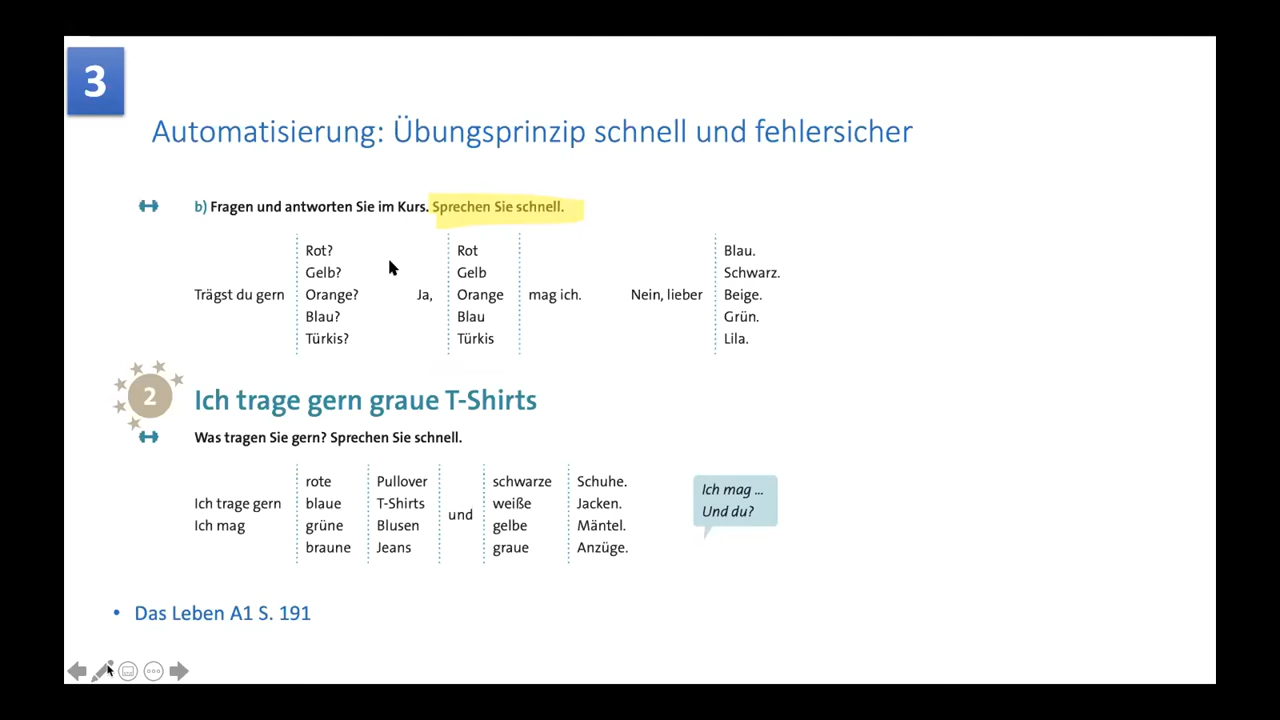 3
Automatisierung: Übungsprinzip schnell und fehlersicher
b) Fragen und antworten Sie im Kurs. Sprechen Sie schnell.
Trägst du gern
Rot?
Gelb?
Orange?
Blau?
Türkis?
Ja,
Rot
Gelb
Orange
Blau
Türkis
mag ich.
Nein, lieber
Blau.
Schwarz.
Beige.
Grün.
Lila.
2
Ich trage gern graue T-Shirts
Was tragen Sie gern? Sprechen Sie schnell.
Ich trage gern
Ich mag
rote
blaue
grüne
braune
Pullover
T-Shirts
Blusen
Jeans
und
schwarze
weiße
gelbe
graue
Schuhe.
Jacken.
Mäntel.
Anzüge.
Ich mag ...
Und du?
• Das Leben A1 S. 191